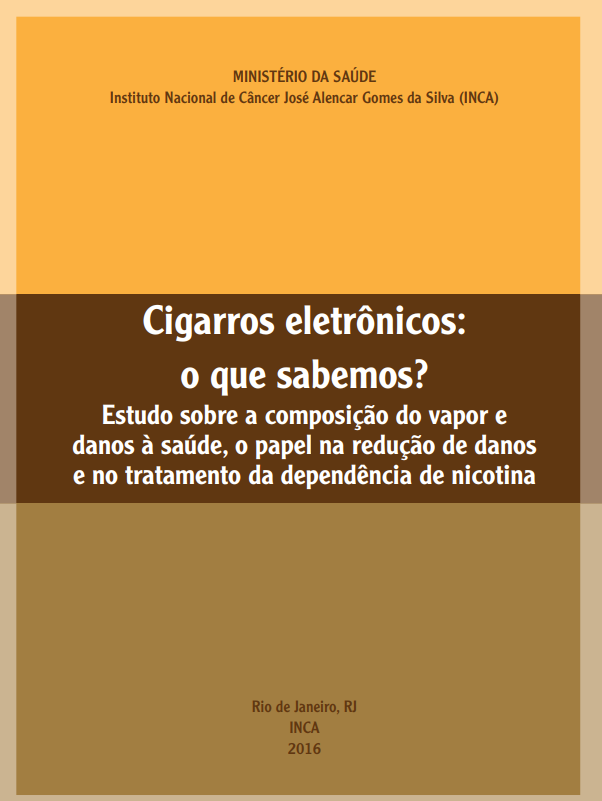 MINISTÉRIO DA SAÚDE
Instituto Nacional de Câncer José Alencar Gomes da Silva (INCA)
Cigarros eletrônicos:
o que sabemos?
Estudo sobre a composição do vapor e
danos à saúde, o papel na redução de danos
e no tratamento da dependência de nicotina
Rio de Janeiro, RJ
INCA
2016